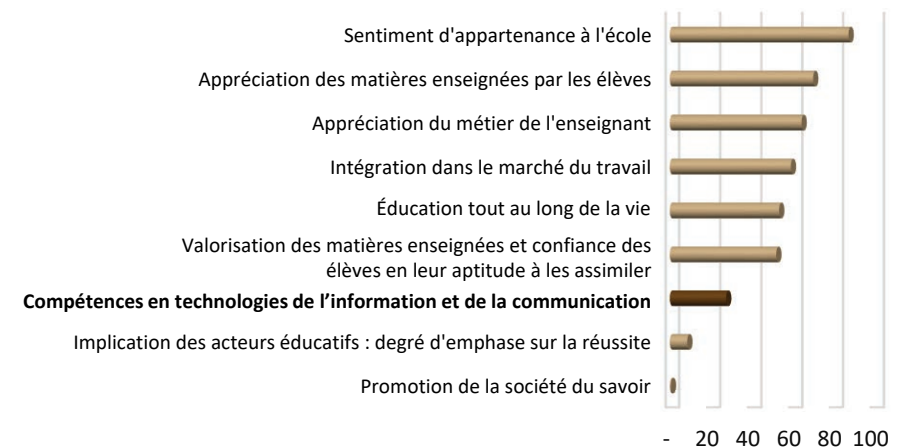 Sentiment d'appartenance à l'école
Appréciation des matières enseignées par les élèves
Appréciation du métier de l'enseignant
Intégration dans le marché du travail
Éducation tout au long de la vie
Valorisation des matières enseignées et confiance des
élèves en leur aptitude à les assimiler
Compétences en technologies de l’information et de la communication
Implication des acteurs éducatifs : degré d'emphase sur la réussite
Promotion de la société du savoir
- 20 40 60 80 100